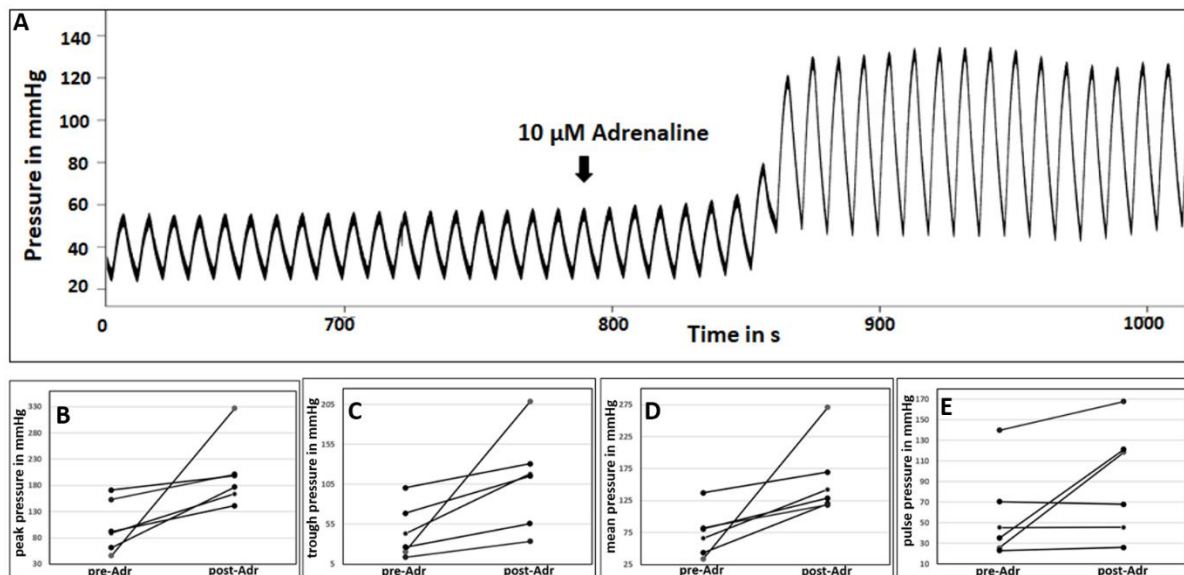 A
Pressure in mmHg
140
120
100
80
60
40
20
10 µM Adrenaline
0 700 800 900 1000
Time in s
B
peak pressure in mmHg
330
280
230
180
130
80
30
pre-Adr post-Adr
C
trough pressure in mmHg
205
155
105
55
5
pre-Adr post-Adr
D
mean pressure in mmHg
275
225
175
125
75
25
pre-Adr post-Adr
E
pulse pressure in mmHg
170
150
130
110
90
70
50
30
10
pre-Adr post-Adr